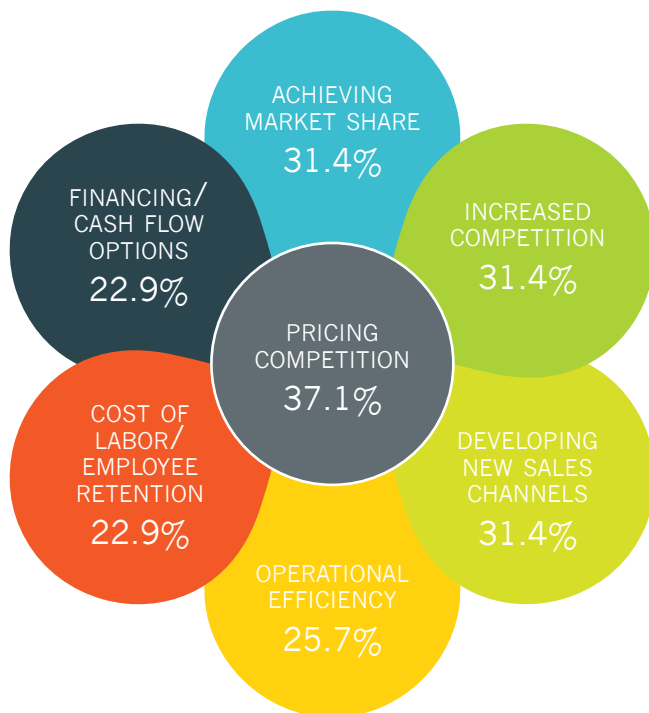 ACHIEVING
MARKET SHARE
31.4%
INCREASED
COMPETITION
31.4%
DEVELOPING
NEW SALES
CHANNELS
31.4%
OPERATIONAL
EFFICIENCY
25.7%
COST OF
LABOR/
EMPLOYEE
RETENTION
22.9%
FINANCING/
CASH FLOW
OPTIONS
22.9%
PRICING
COMPETITION
37.1%